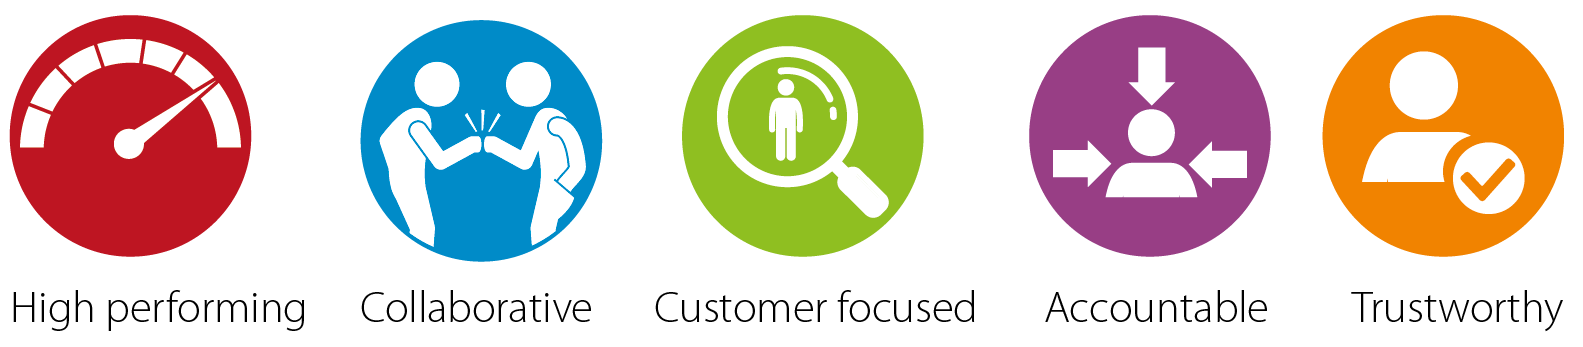 High performing Collaborative Customer focused Accountable Trustworthy